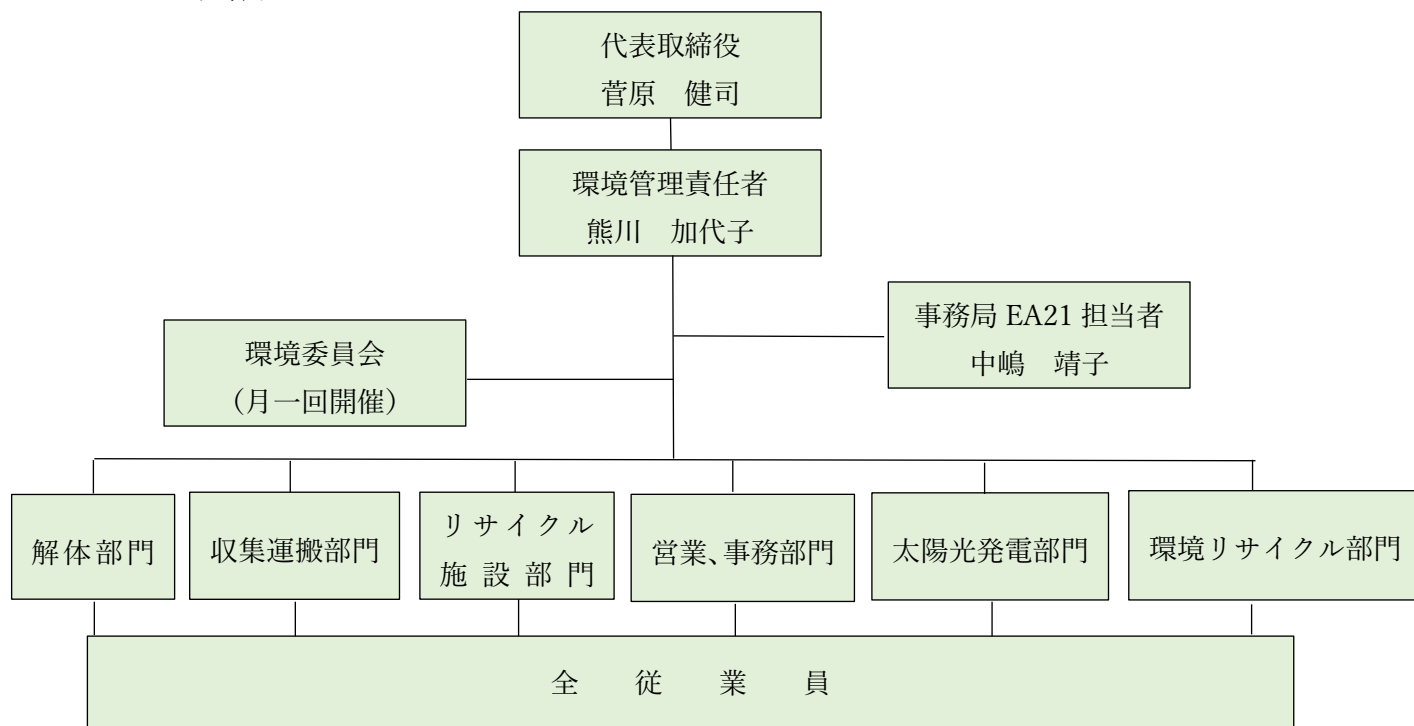 代表取締役
菅原　健司
環境管理責任者
熊川　加代子
事務局 EA21 担当者
中嶋　靖子
環境委員会
（月一回開催）
解体部門
収集運搬部門
リサイクル
施設部門
営業、事務部門
太陽光発電部門
環境リサイクル部門
全　従　業　員